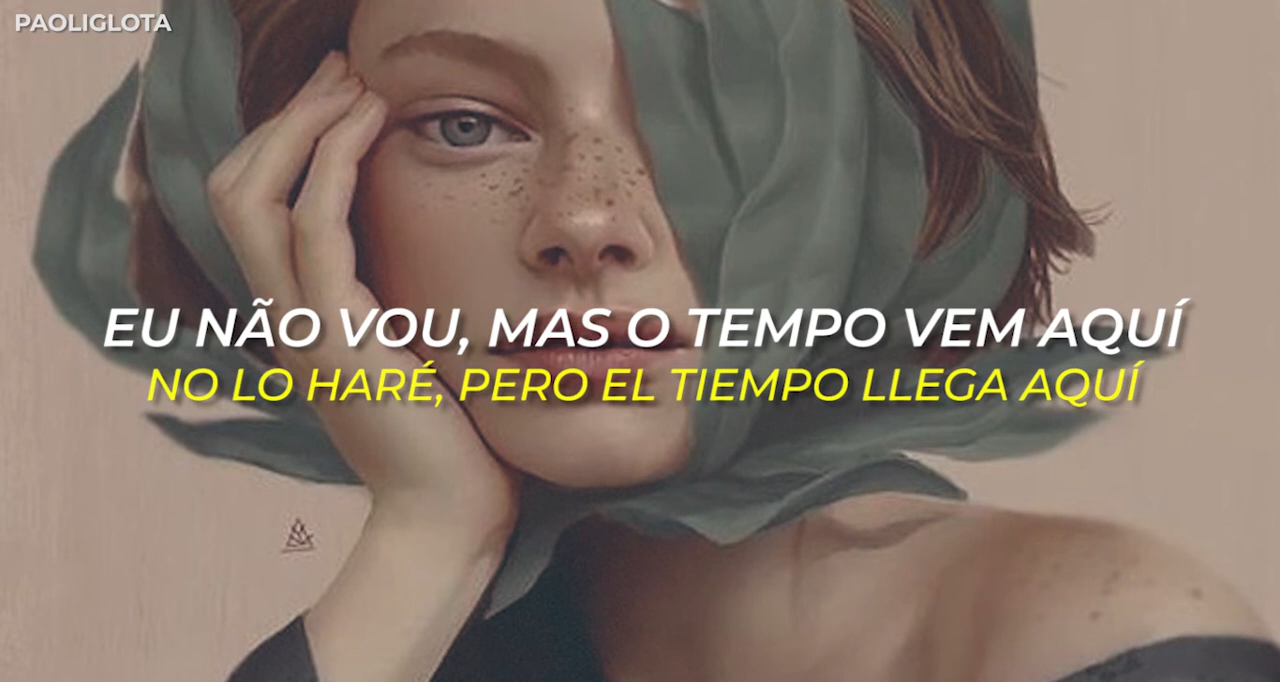 PAOLIGLOTA
EU NÃO VOU, MAS O TEMPO VEM AQUÍ
NO LO HARÉ, PERO EL TIEMPO LLEGA AQUÍ